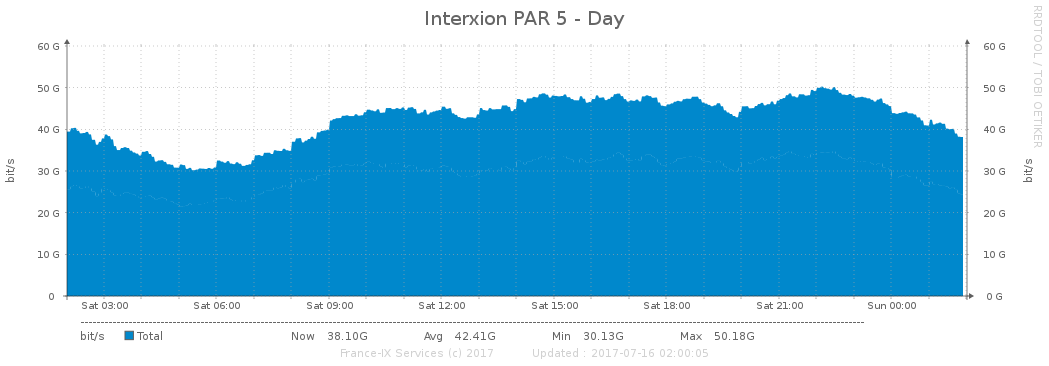 Interxion PAR 5 - Day
RRDTOOL / TOBI OETIKER
60 G 60 G
50 G 50 G
40 G 40 G
30 G 30 G
20 G 20 G
10 G 10 G
0 0 G
bit/s
bit/s
Sat 03:00 Sat 06:00 Sat 09:00 Sat 12:00 Sat 15:00 Sat 18:00 Sat 21:00 Sun 00:00
bit/s Total Now 38.10G Avg 42.41G Min 30.13G Max 50.18G
France-IX Services (c) 2017 Updated : 2017-07-16 02:00:05